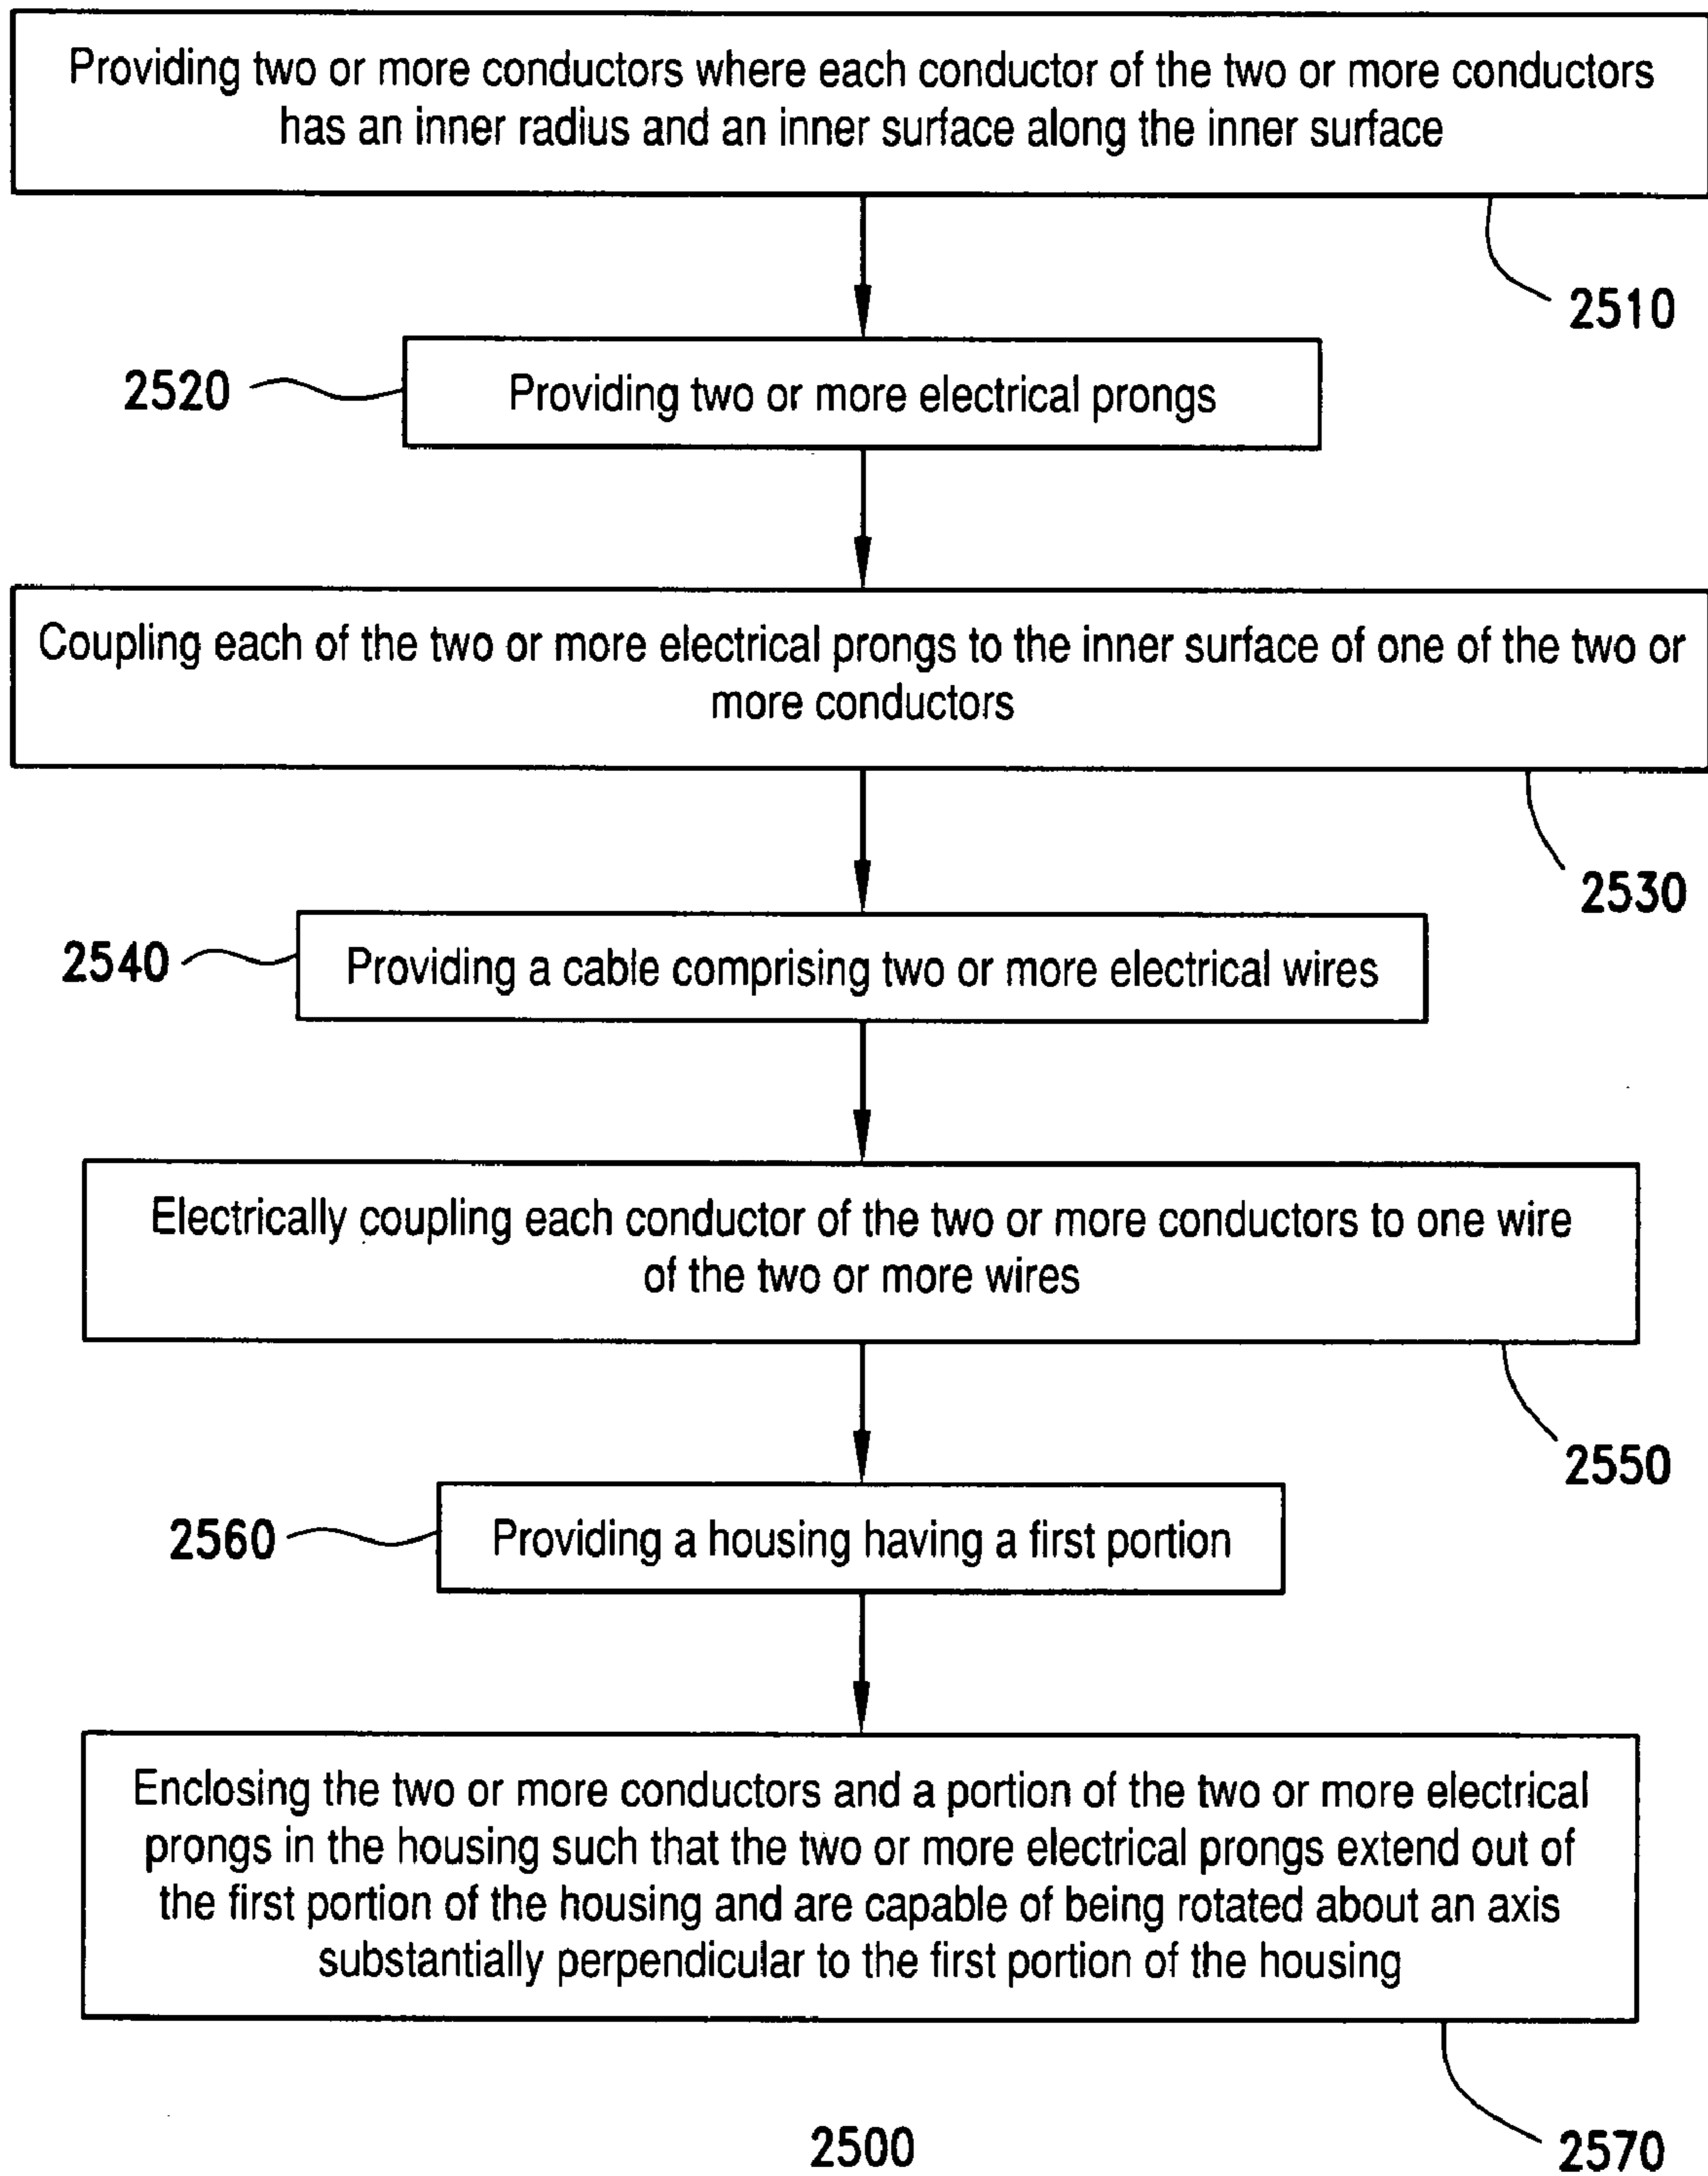 Providing two or more conductors where each conductor of the two or more conductors
has an inner radius and an inner surface along the inner surface
2510
2520
Providing two or more electrical prongs
Coupling each of the two or more electrical prongs to the inner surface of one of the two or
more conductors
2530
2540
Providing a cable comprising two or more electrical wires
Electrically coupling each conductor of the two or more conductors to one wire
of the two or more wires
2550
2560
Providing a housing having a first portion
Enclosing the two or more conductors and a portion of the two or more electrical
prongs in the housing such that the two or more electrical prongs extend out of
the first portion of the housing and are capable of being rotated about an axis
substantially perpendicular to the first portion of the housing
2570
2500